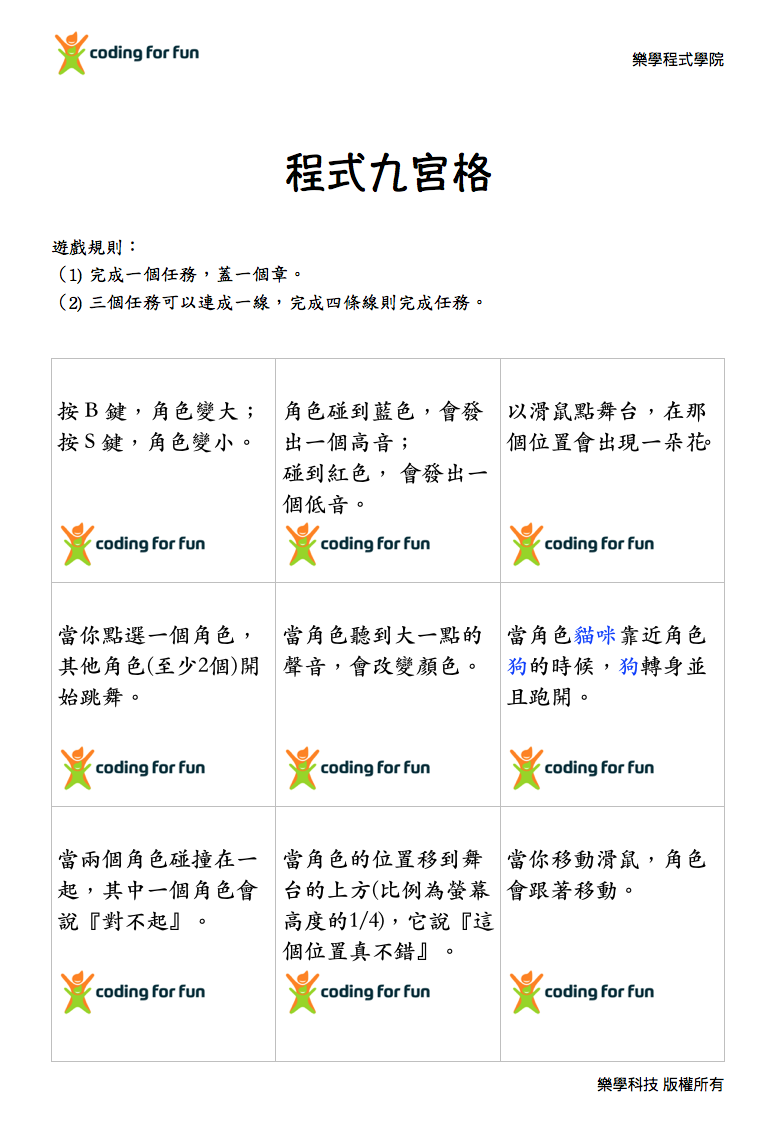 coding for fun
樂學程式學院
程式九宮格
遊戲規則：
（1) 完成一個任務，蓋一個章。
（2) 三個任務可以連成一線，完成四條線則完成任務。
按 B 鍵，角色變大；
按 S 鍵，角色變小。
coding for fun
角色碰到藍色，會發
出一個高音；
碰到紅色， 會發出一
個低音。
coding for fun
以滑鼠點舞台，在那
個位置會出現一朵花。
coding for fun
當你點選一個角色，
其他角色(至少2個)開
始跳舞。
coding for fun
當角色聽到大一點的
聲音，會改變顏色。
coding for fun
當角色貓咪靠近角色
狗的時候，狗轉身並
且跑開。
coding for fun
當兩個角色碰撞在一
起，其中一個角色會
說『對不起』。
coding for fun
當角色的位置移到舞
台的上方(比例為螢幕
高度的1/4)，它說『這
個位置真不錯』。
coding for fun
當你移動滑鼠，角色
會跟著移動。
coding for fun
樂學科技 版權所有